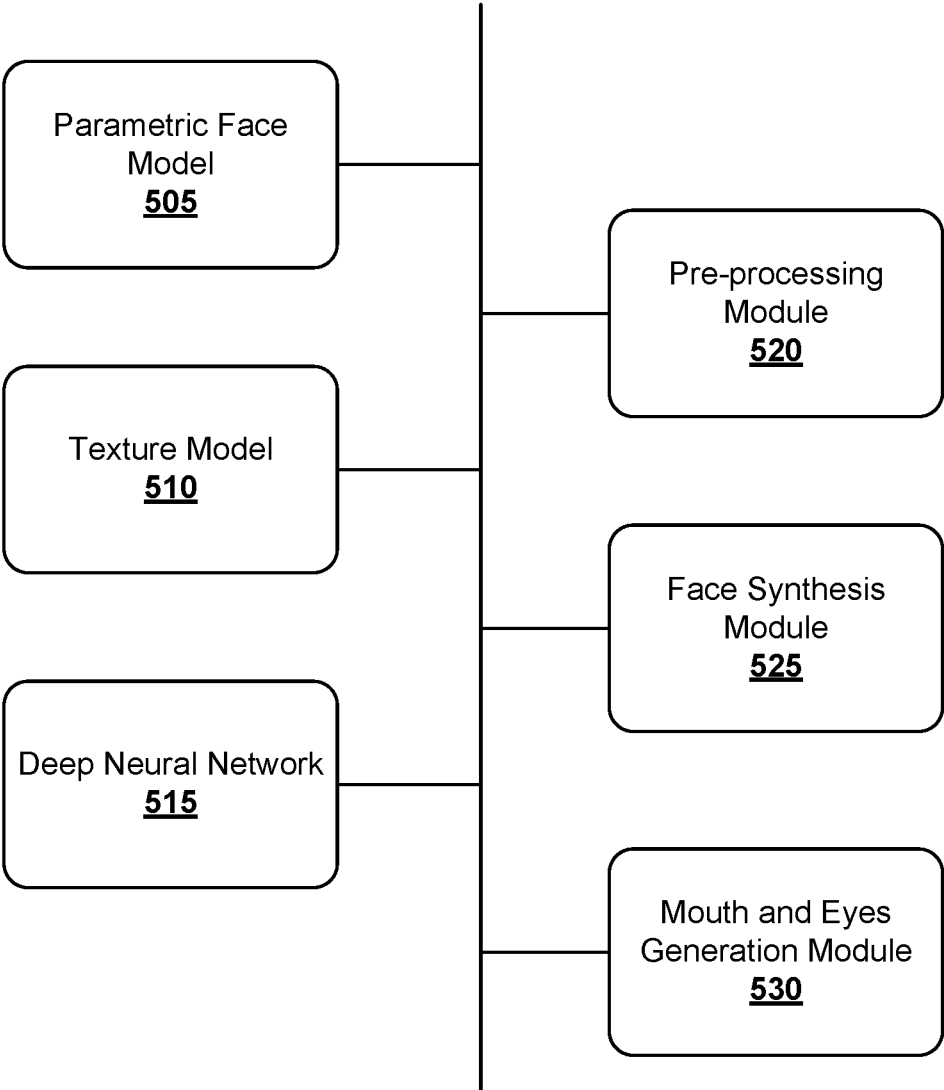 Parametric Face
Model
505
Pre-processing
Module
520
Texture Model
510
Face Synthesis
Module
525
Deep Neural Network
515
Mouth and Eyes
Generation Module
530